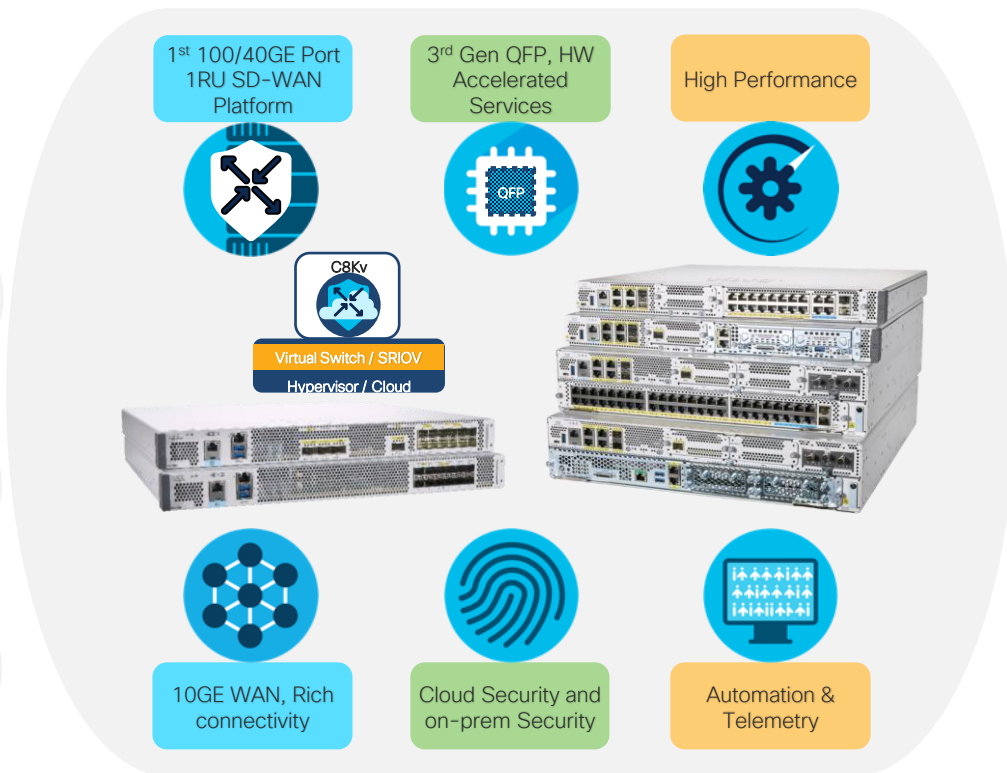 1st 100/40GE Port
1RU SD-WAN
Platform
3rd Gen QFP, HW
Accelerated
Services
High Performance
QFP
C8Kv
Virtual Switch / SRIOV
Hypervisor / Cloud
10GE WAN, Rich
connectivity
Cloud Security and
on-prem Security
Automation &
Telemetry